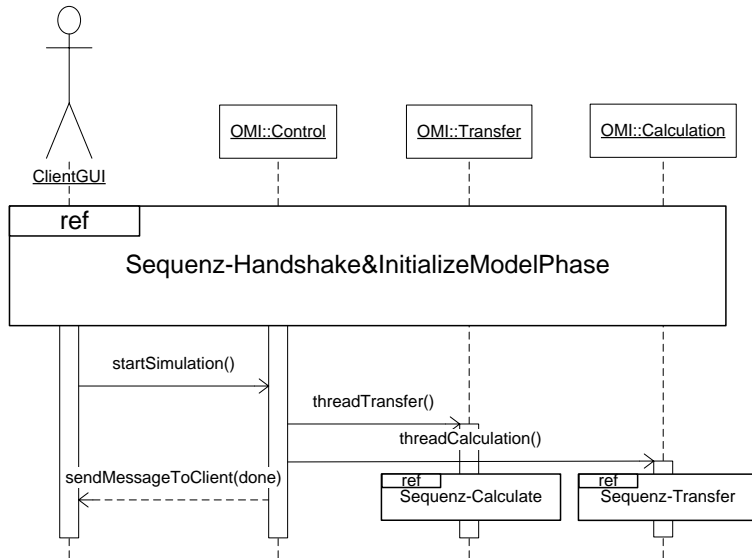 OMI::Control
OMI::Transfer
OMI::Calculation
ClientGUI
ref
Sequenz-Handshake&InitializeModelPhase
startSimulation()
threadTransfer()
threadCalculation()
sendMessageToClient(done)
ref
Sequenz-Calculate
ref
Sequenz-Transfer